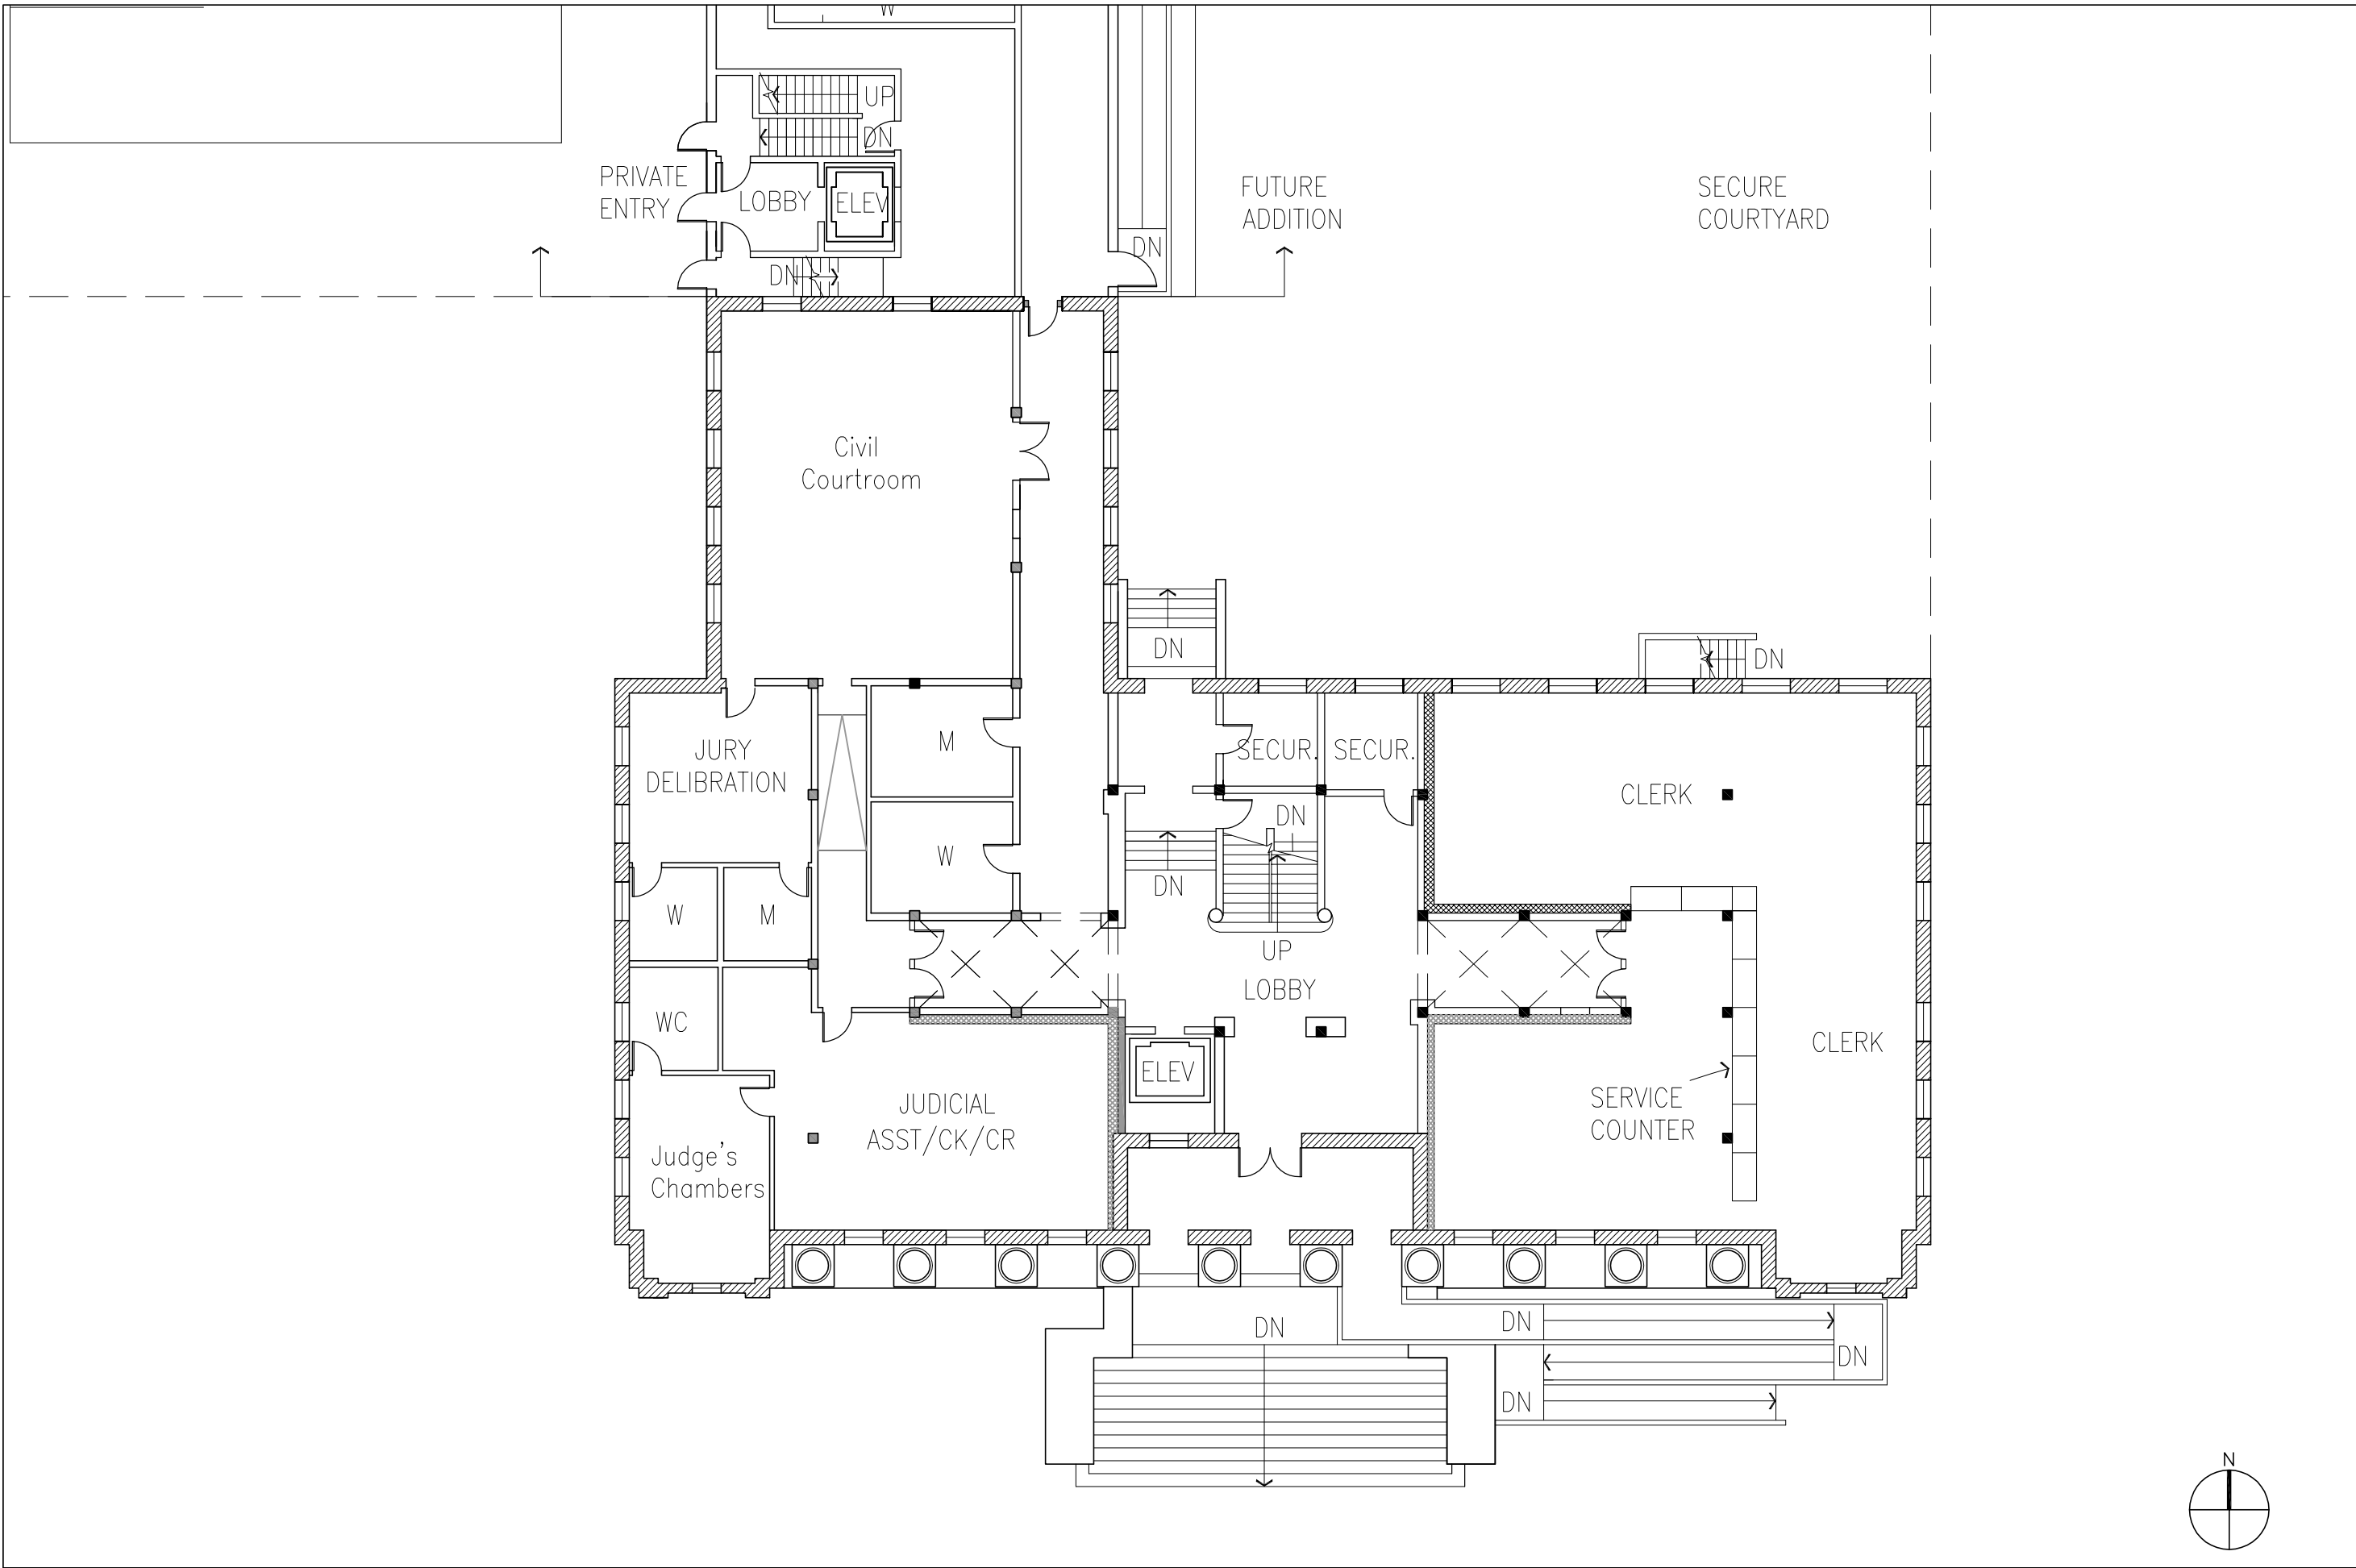 W
UP
DN
PRIVATE
ENTRY
LOBBY
ELEV
DN
DN
FUTURE
ADDITION
SECURE
COURTYARD
Civil
Courtroom
DN
DN
JURY
DELIBRATION
M
SECUR.
SECUR.
CLERK
DN
W
DN
W
M
UP
LOBBY
WC
CLERK
ELEV
JUDICIAL
ASST/CK/CR
SERVICE
COUNTER
Judge's
Chambers
DN
DN
DN
DN
N